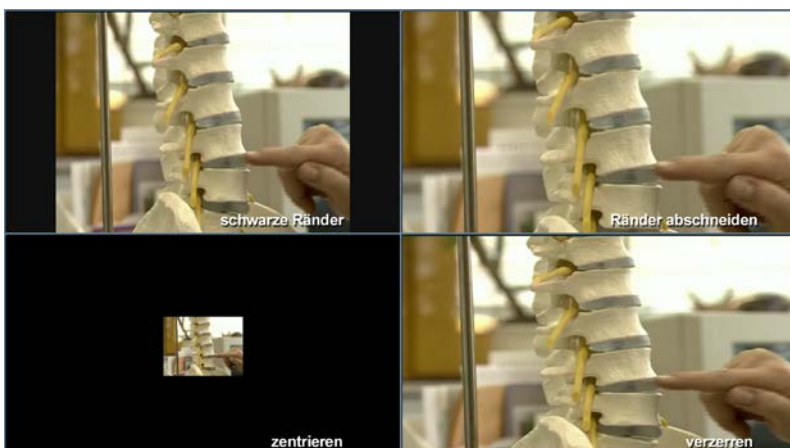 schwarze Ränder
Ränder abschneiden
zentrieren
verzerren